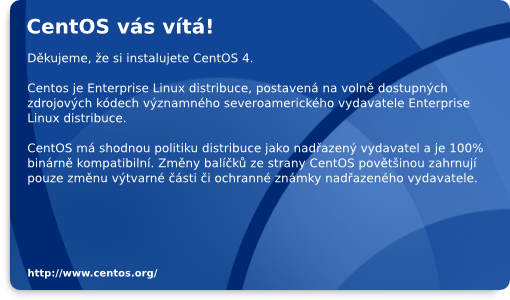 CentOS vás vítá!
Děkujeme, že si instalujete CentOS 4.
Centos je Enterprise Linux distribuce, postavená na volně dostupných
zdrojových kódech významného severoamerického vydavatele Enterprise
Linux distribuce.
CentOS má shodnou politiku distribuce jako nadřazený vydavatel a je 100%
binárně kompatibilní. Změny balíčků ze strany CentOS povětšinou zahrnují
pouze změnu výtvarné části či ochranné známky nadřazeného vydavatele.
http://www.centos.org/